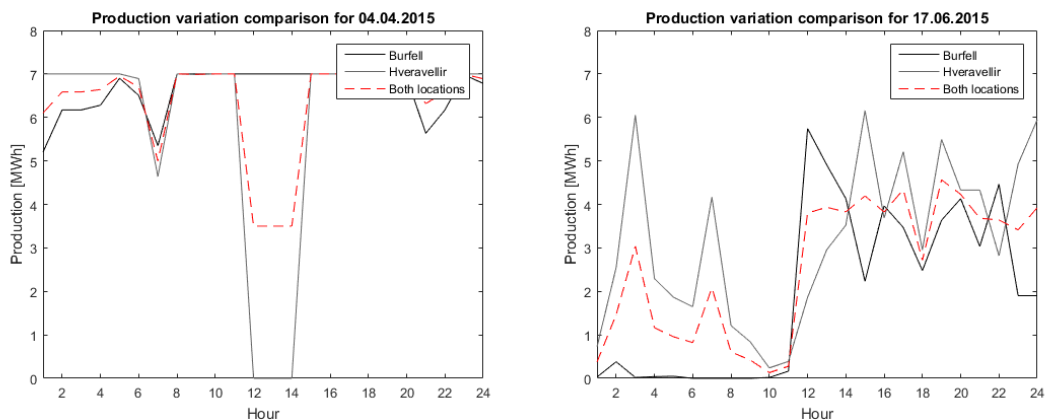 Production variation comparison for 04.04.2015
8
7
6
5
4
3
2
1
0
Production [MWh]
2 4 6 8 10 12 14 16 18 20 22 24
Hour
Burfell
Hveravellir
Both locations
Production variation comparison for 17.06.2015
8
7
6
5
4
3
2
1
0
Production [MWh]
2 4 6 8 10 12 14 16 18 20 22 24
Hour
Burfell
Hveravellir
Both locations